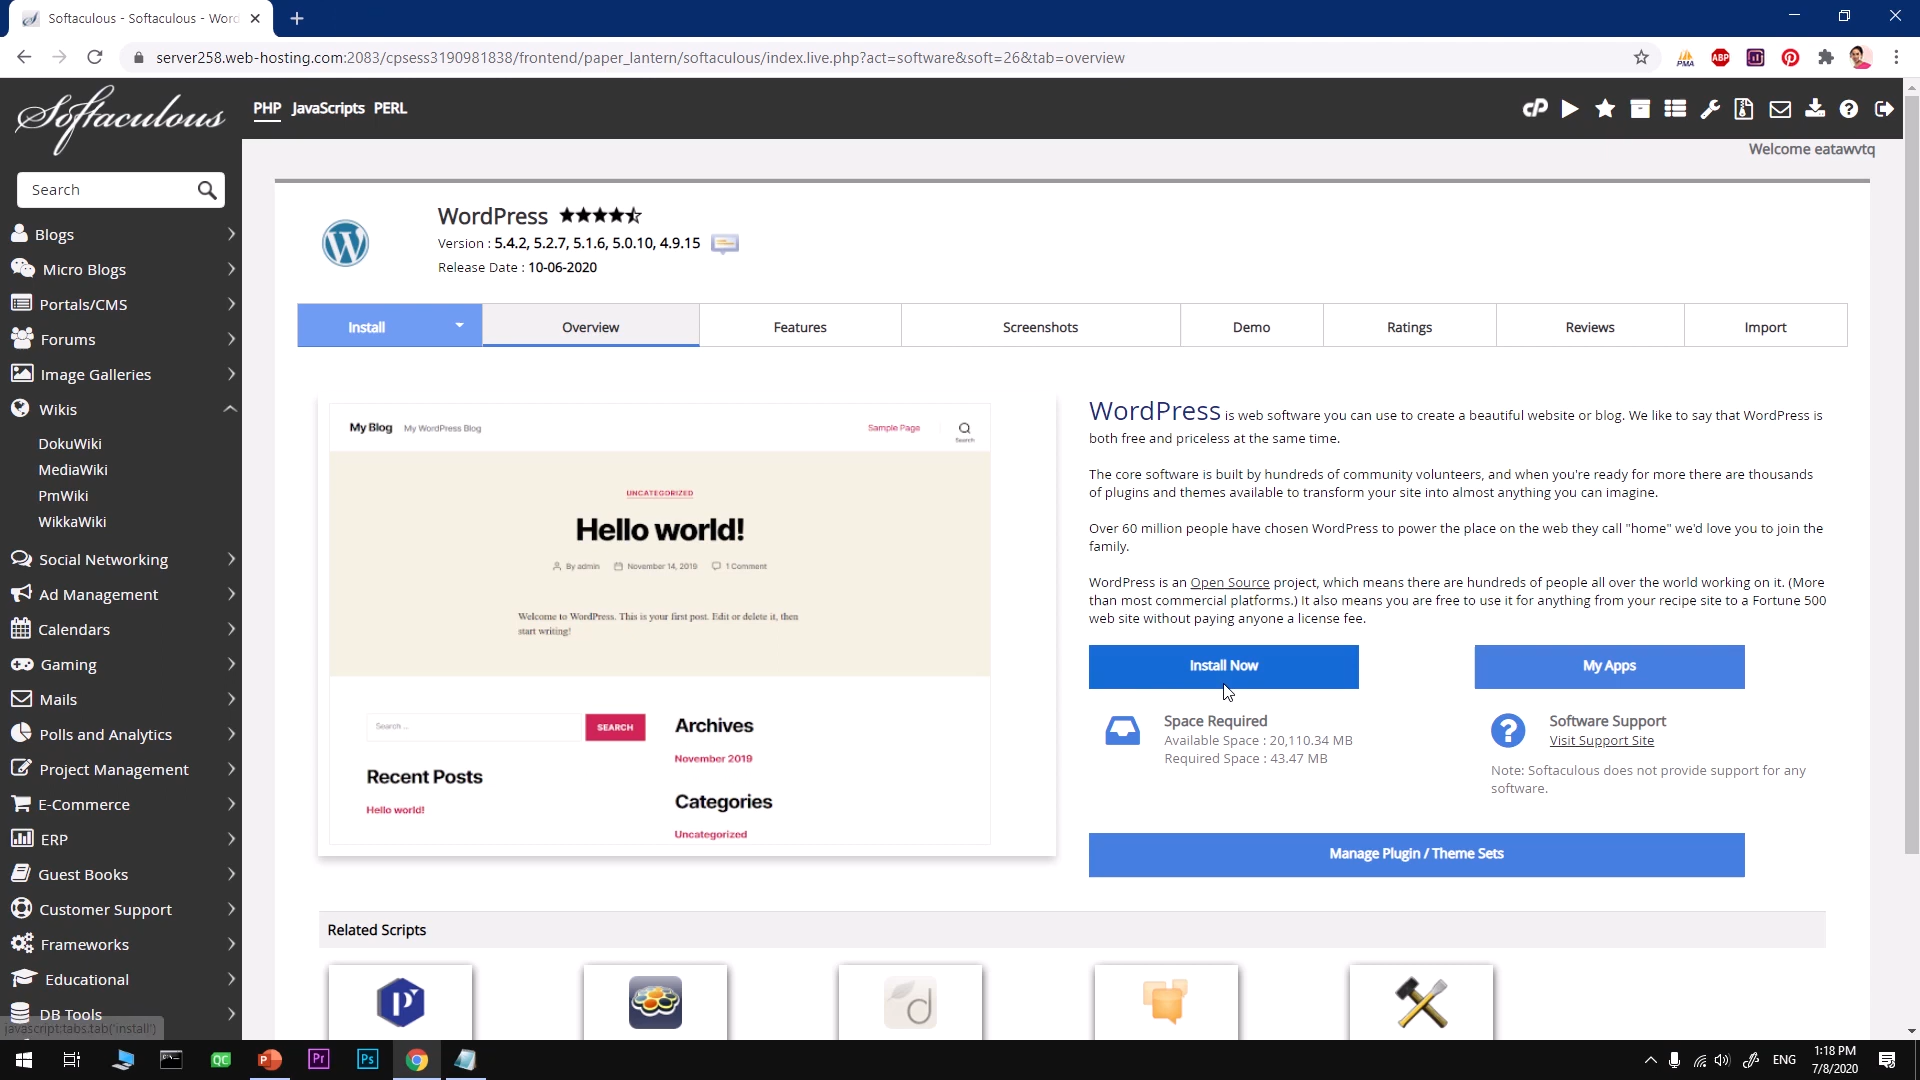 Softaculous - Softaculous - Word
server258.web-hosting.com:2083/cpsess3190981838/frontend/paper_lantern/softaculous/index.live.php?act=software&soft=26&tab=overview
PMA
ABP
Softaculous
PHP JavaScripts PERL
cP
Welcome eatawvtq
Search
Blogs
Micro Blogs
Portals/CMS
Forums
Image Galleries
Wikis
DokuWiki
MediaWiki
PmWiki
WikkaWiki
Social Networking
Ad Management
Calendars
Gaming
Mails
Polls and Analytics
Project Management
E-Commerce
ERP
Guest Books
Customer Support
Frameworks
Educational
DB Tools
javascript:tabs.tab('install')
WordPress
Version : 5.4.2, 5.2.7, 5.1.6, 5.0.10, 4.9.15
Release Date : 10-06-2020
Install
Overview
Features
Screenshots
Demo
Ratings
Reviews
Import
My Blog My WordPress Blog
Sample Page
Search
UNCATEGORIZED
Hello world!
By admin November 14, 2019 1 Comment
Welcome to WordPress. This is your first post. Edit or delete it, then
start writing!
Search ...
SEARCH
Recent Posts
Hello world!
Archives
November 2019
Categories
Uncategorized
WordPress is web software you can use to create a beautiful website or blog. We like to say that WordPress is
both free and priceless at the same time.
The core software is built by hundreds of community volunteers, and when you're ready for more there are thousands
of plugins and themes available to transform your site into almost anything you can imagine.
Over 60 million people have chosen WordPress to power the place on the web they call "home" we'd love you to join the
family.
WordPress is an Open Source project, which means there are hundreds of people all over the world working on it. (More
than most commercial platforms.) It also means you are free to use it for anything from your recipe site to a Fortune 500
web site without paying anyone a license fee.
Install Now
My Apps
Space Required
Available Space : 20,110.34 MB
Required Space : 43.47 MB
Software Support
Visit Support Site
Note: Softaculous does not provide support for any
software.
Manage Plugin / Theme Sets
Related Scripts
QC
Pr
Ps
ENG
1:18 PM
7/8/2020